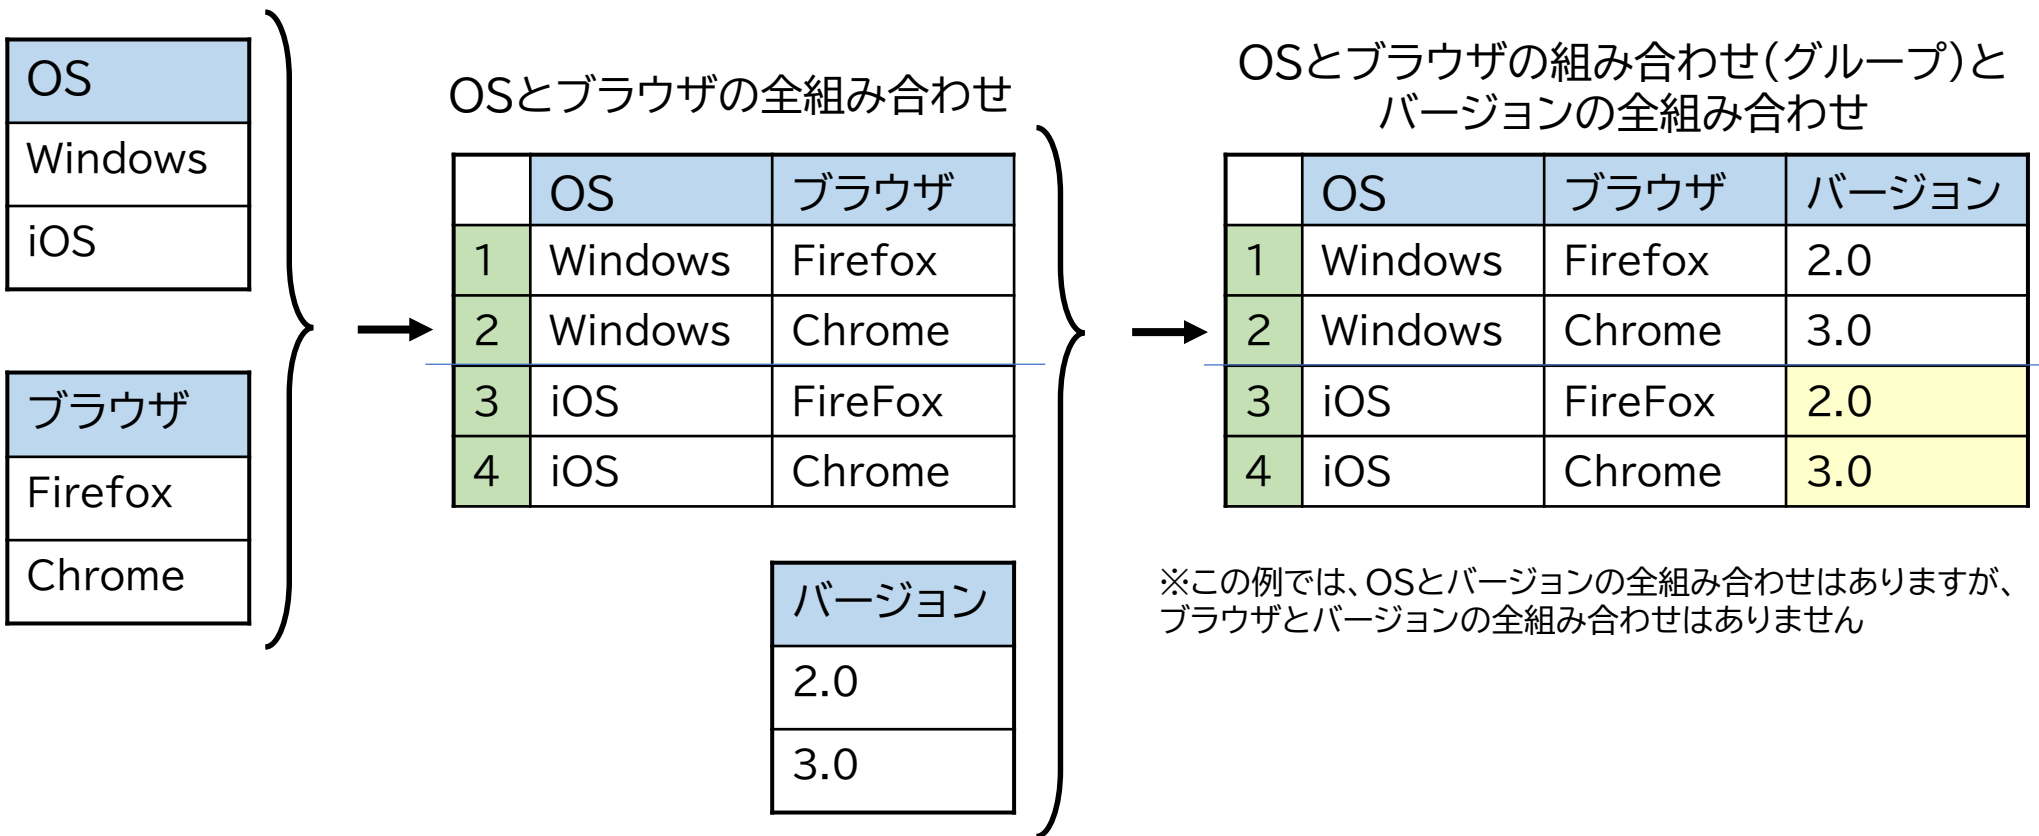 OS
Windows
iOS
ブラウザ
Firefox
Chrome
OSとブラウザの全組み合わせ
OS ブラウザ
1 Windows Firefox
2 Windows Chrome
3 iOS FireFox
4 iOS Chrome
バージョン
2.0
3.0
OSとブラウザの組み合わせ(グループ)と
バージョンの全組み合わせ
OS ブラウザ バージョン
1 Windows Firefox 2.0
2 Windows Chrome 3.0
3 iOS FireFox 2.0
4 iOS Chrome 3.0
※この例では、OSとバージョンの全組み合わせはありますが、
ブラウザとバージョンの全組み合わせはありません